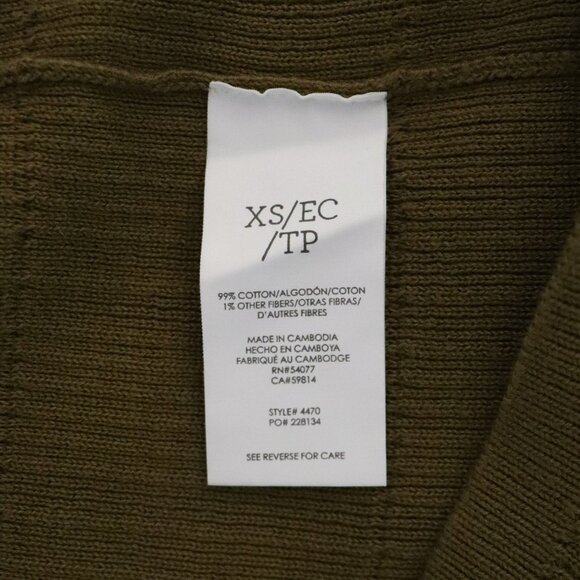 XS/EC
/TP
99% COTTON/ALGODÓN/COTON
1% OTHER FIBERS/OTRAS FIBRAS/
D'AUTRES FIBRES
MADE IN CAMBODIA
HECHO EN CAMBOYA
FABRIQUÉ AU CAMBODGE
RN#54077
CA#59814
STYLE# 4470
PO# 228134
SEE REVERSE FOR CARE